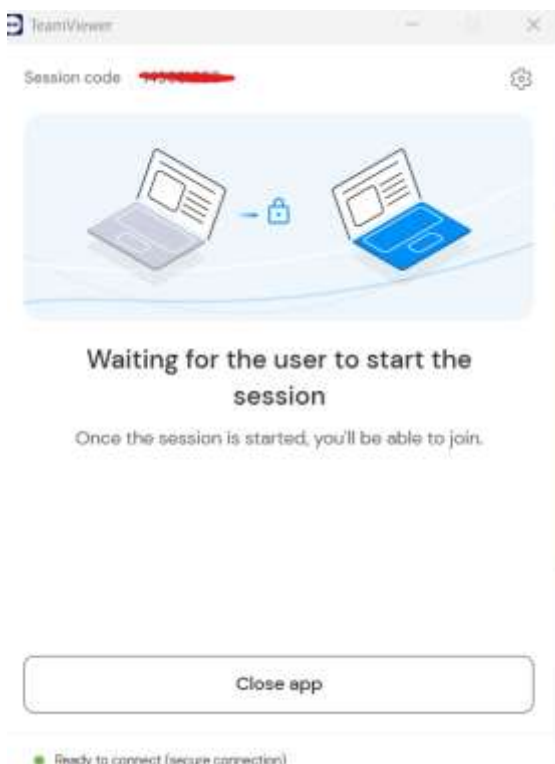 TeamViewer
Session code
Waiting for the user to start the
session
Once the session is started, you'll be able to join.
Close app
Ready to connect (secure connection)